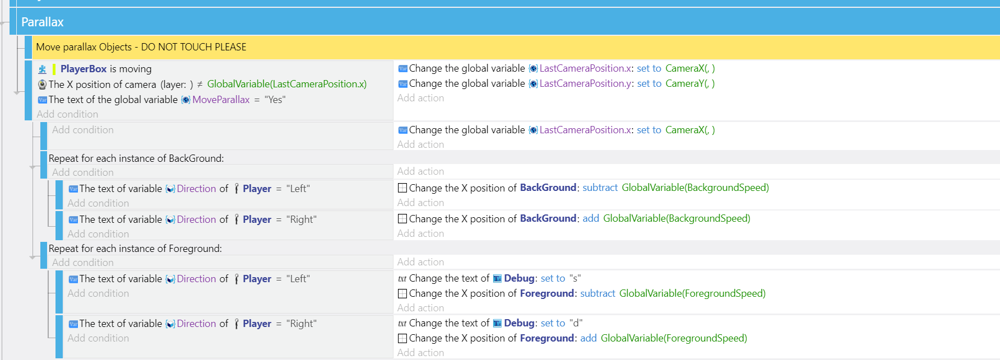 Parallax
Move parallax Objects - DO NOT TOUCH PLEASE
PlayerBox is moving
The X position of camera (layer: ) ≠ GlobalVariable(LastCameraPosition.x)
The text of the global variable MoveParallax = "Yes"
Add condition
Change the global variable LastCameraPosition.x: set to CameraX(, )
Change the global variable LastCameraPosition.y: set to CameraY(, )
Add action
Add condition
Change the global variable LastCameraPosition.x: set to CameraX(, )
Add action
Repeat for each instance of BackGround:
Add condition
Add action
The text of variable Direction of Player = "Left"
Add condition
Change the X position of BackGround: subtract GlobalVariable(BackgroundSpeed)
Add action
The text of variable Direction of Player = "Right"
Add condition
Change the X position of BackGround: add GlobalVariable(BackgroundSpeed)
Add action
Repeat for each instance of Foreground:
Add condition
Add action
The text of variable Direction of Player = "Left"
Add condition
txt Change the text of Debug: set to "s"
Change the X position of Foreground: subtract GlobalVariable(ForegroundSpeed)
Add action
The text of variable Direction of Player = "Right"
Add condition
txt Change the text of Debug: set to "d"
Change the X position of Foreground: add GlobalVariable(ForegroundSpeed)
Add action